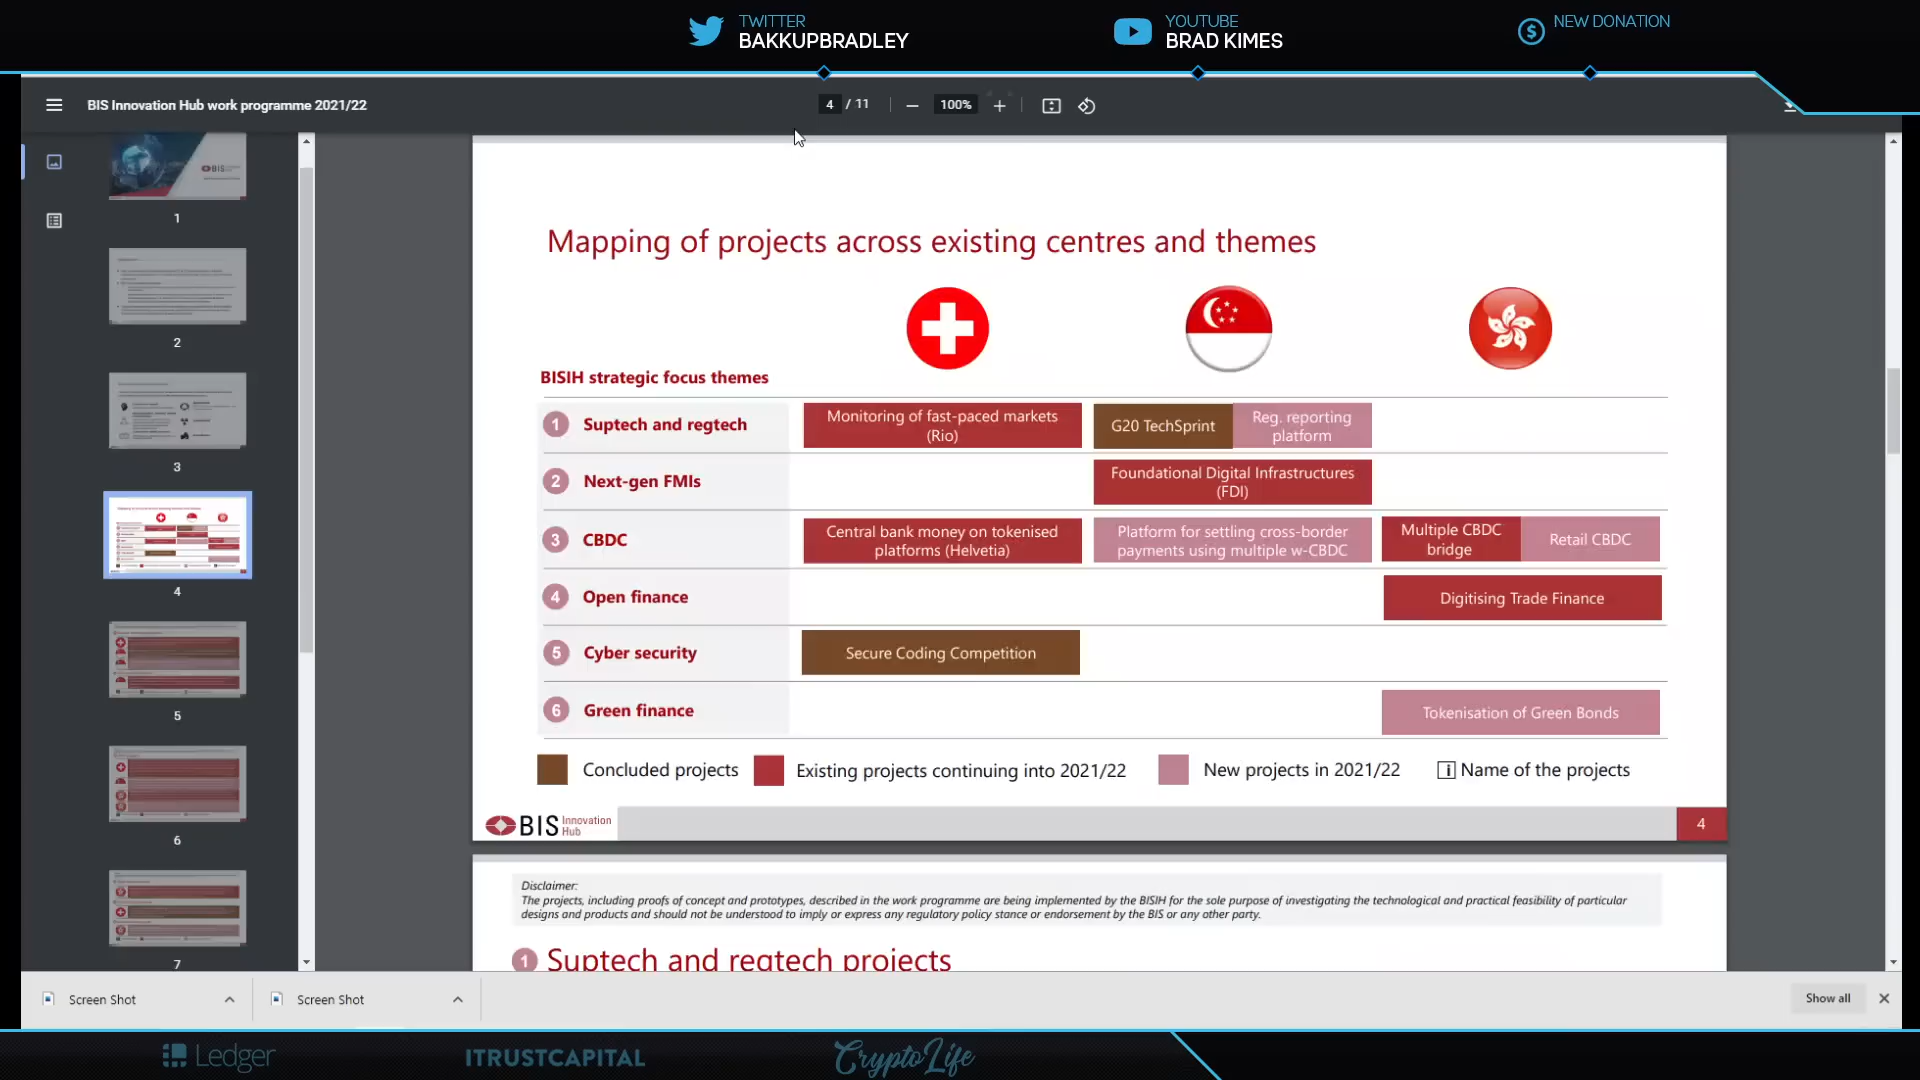 TWITTER
BAKKUPBRADLEY
YOUTUBE
BRAD KIMES
NEW DONATION
BIS Innovation Hub work programme 2021/22
4 / 11
100%
1
2
3
4
5
6
7
Mapping of projects across existing centres and themes
BISIH strategic focus themes
1 Suptech and regtech
Monitoring of fast-paced markets
(Rio)
G20 TechSprint
Reg. reporting
platform
2 Next-gen FMIs
Foundational Digital Infrastructures
(FDI)
3 CBDC
Central bank money on tokenised
platforms (Helvetia)
Platform for settling cross-border
payments using multiple w-CBDC
Multiple CBDC
bridge
Retail CBDC
4 Open finance
Digitising Trade Finance
5 Cyber security
Secure Coding Competition
6 Green finance
Tokenisation of Green Bonds
Concluded projects
Existing projects continuing into 2021/22
New projects in 2021/22
i Name of the projects
BIS Innovation
Hub
4
Disclaimer:
The projects, including proofs of concept and prototypes, described in the work programme are being implemented by the BISIH for the sole purpose of investigating the technological and practical feasibility of particular
designs and products and should not be understood to imply or express any regulatory policy stance or endorsement by the BIS or any other party.
1 Suptech and regtech projects
Screen Shot
Screen Shot
Show all
Ledger
ITRUSTCAPITAL
CryptoLife